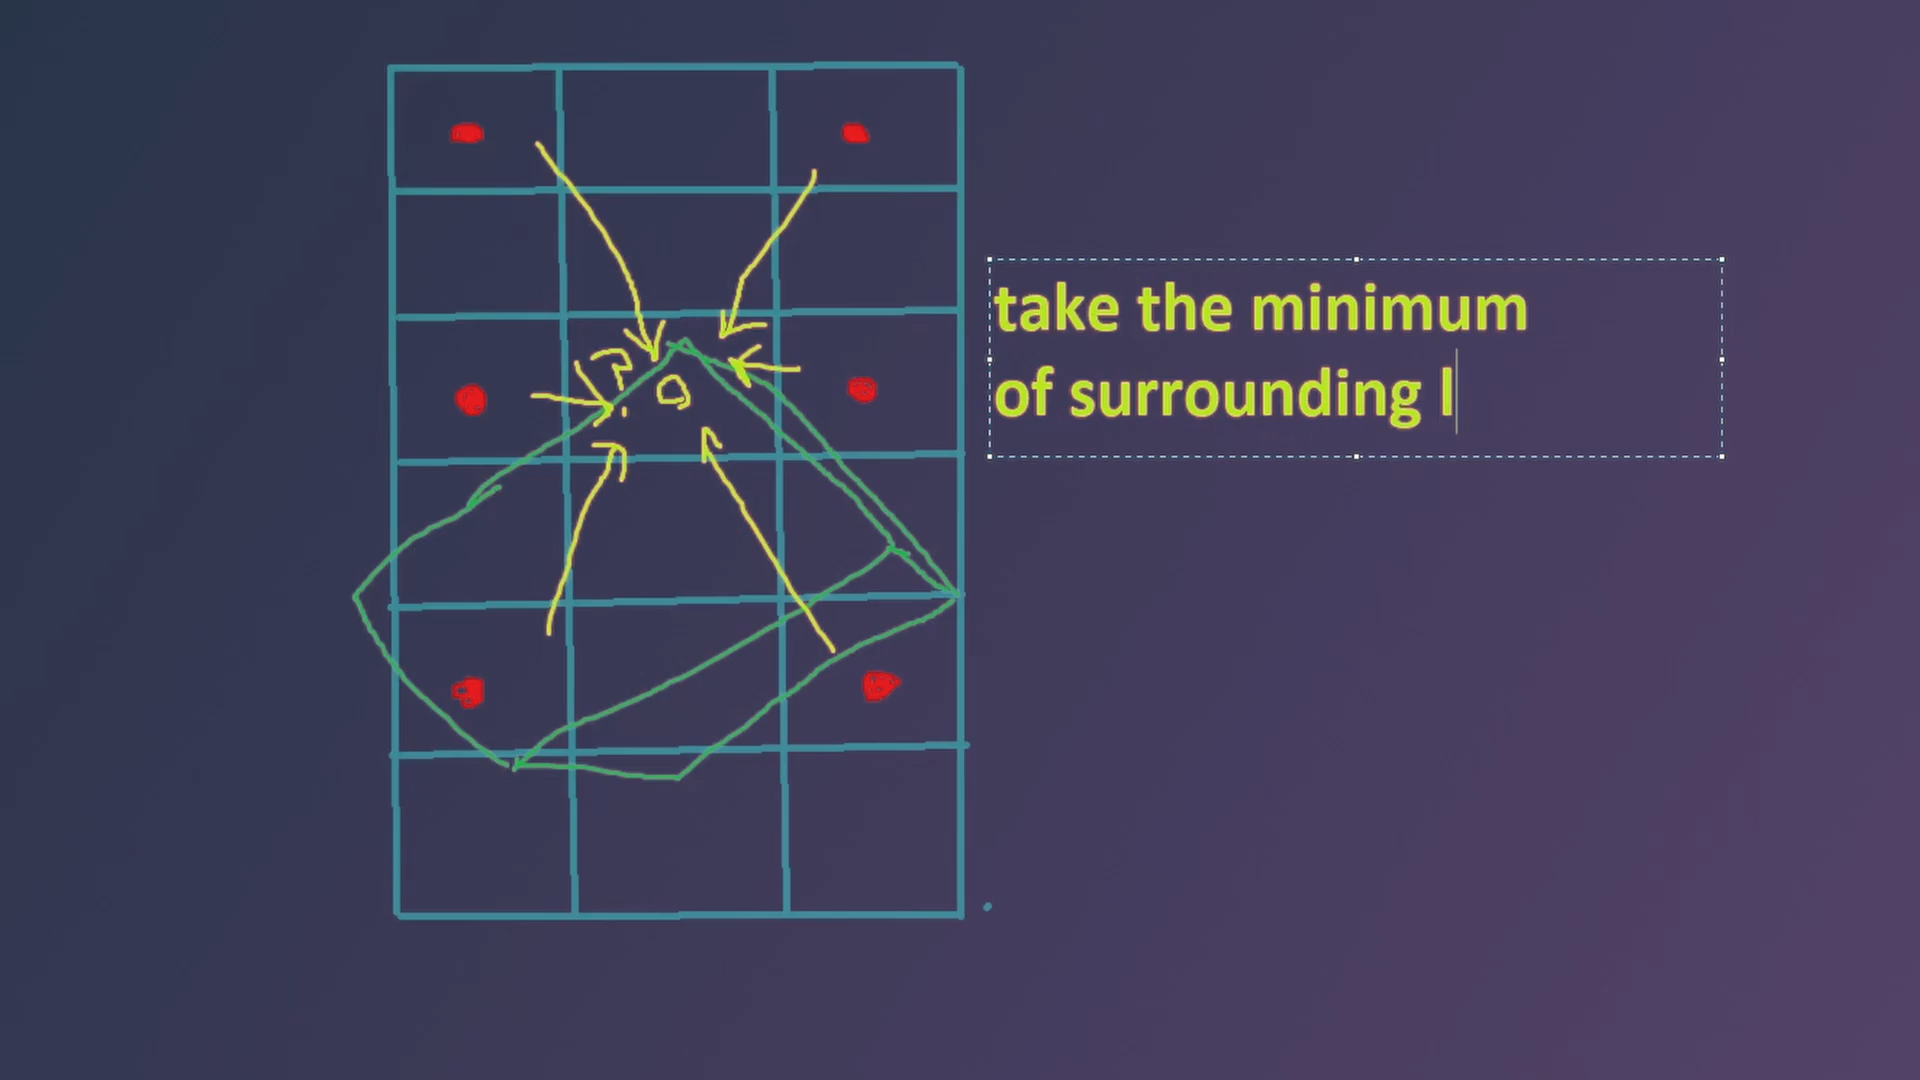 ?
take the minimum
of surrounding l